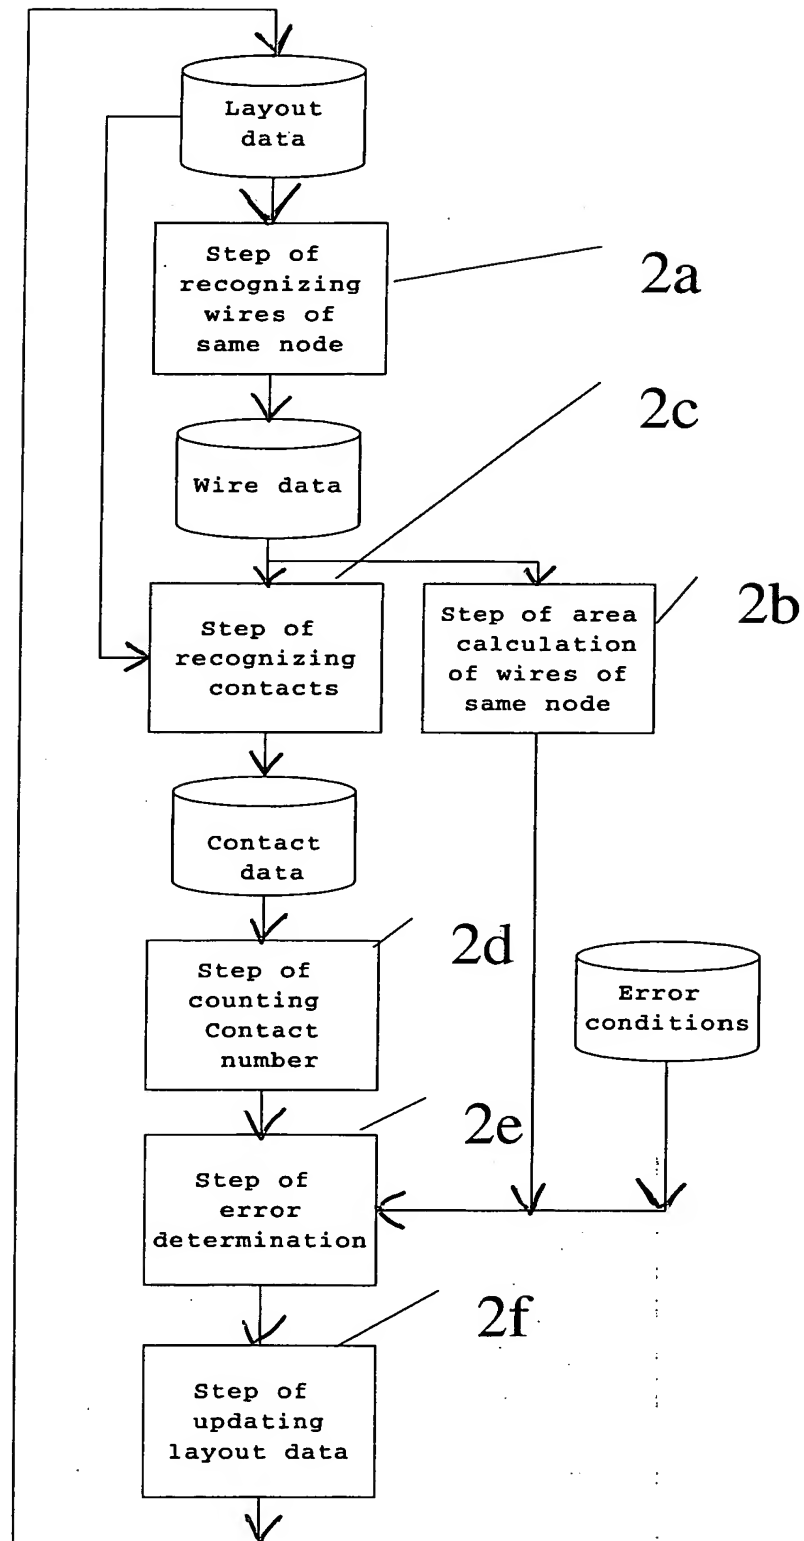 Layout
data
Step of
recognizing
wires of
same node
2a
2c
Wire data
Step of
recognizing
contacts
Step of area
calculation
of wires of
same node
2b
Contact
data
Step of
counting
Contact
number
2d
Error
conditions
Step of
error
determination
2e
Step of
updating
layout data
2f